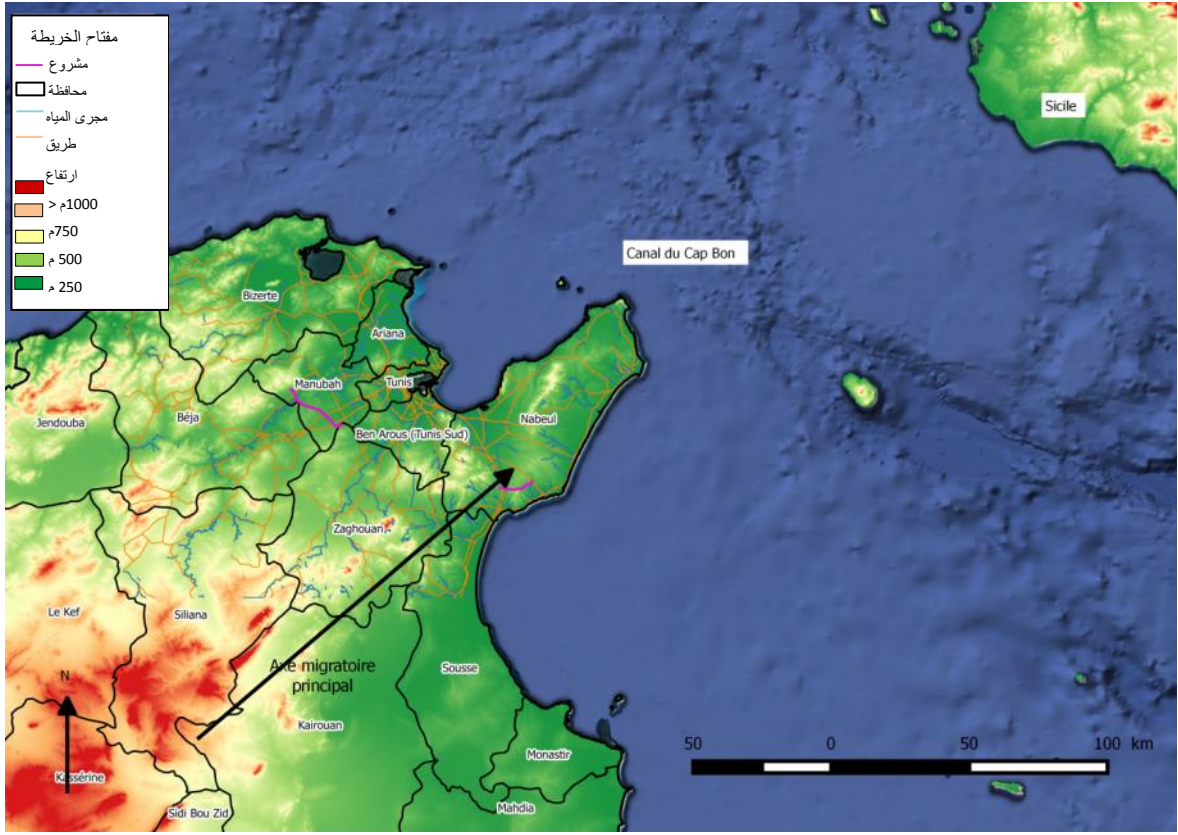 مفتاح الخريطة
مشروع
محافظة
مجرى المياه
طريق
ارتفاع
1000م <
750م
500 م
250 م
Sicile
Canal du Cap Bon
Bizerte
Ariana
Manubah
Tunis
Béja
Jendouba
Ben Arous (Tunis Sud)
Nabeul
Zaghouan
Le Kef
Siliana
Axe migratoire
principal
Sousse
N
Kairouan
Monastir
Kassérine
Mahdia
Sidi Bou Zid
50 0 50 100 km